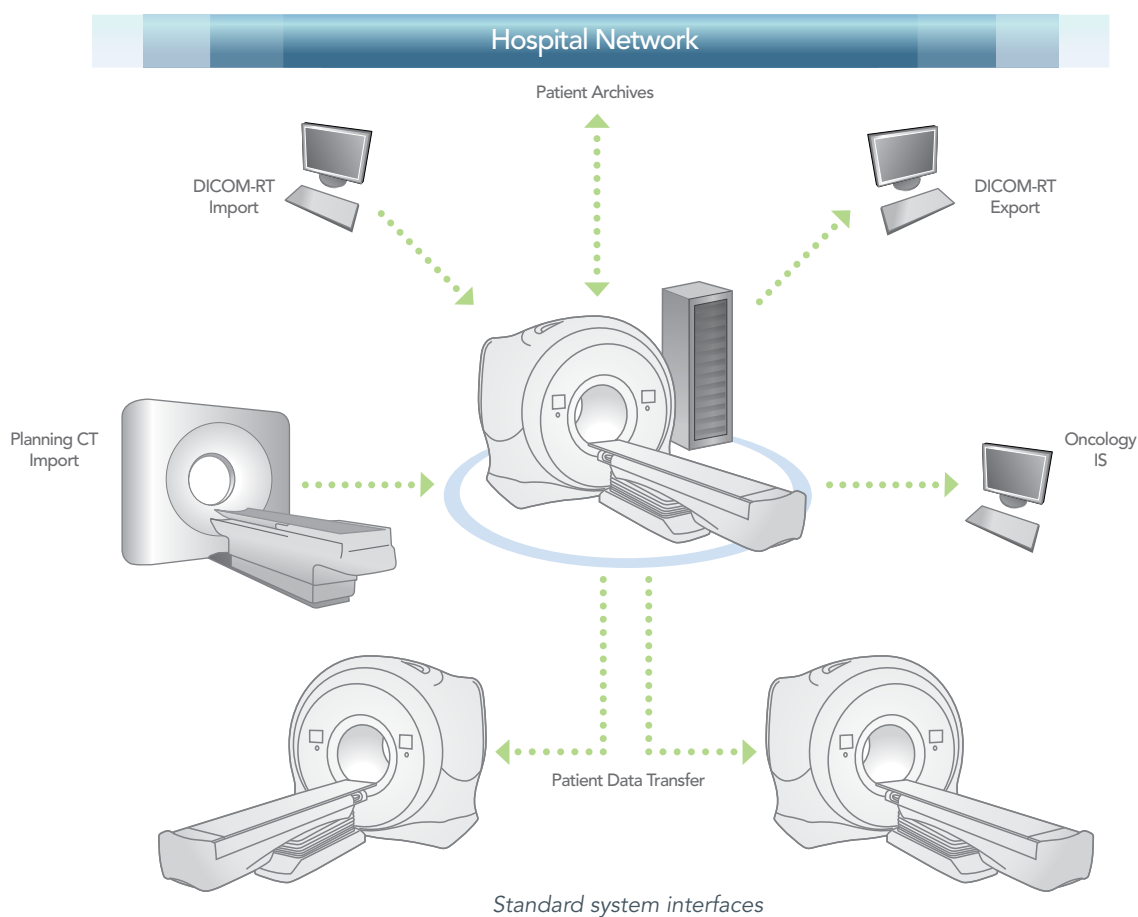 Hospital Network
Patient Archives
DICOM-RT
Import
DICOM-RT
Export
Planning CT
Import
Oncology
IS
Patient Data Transfer
Standard system interfaces